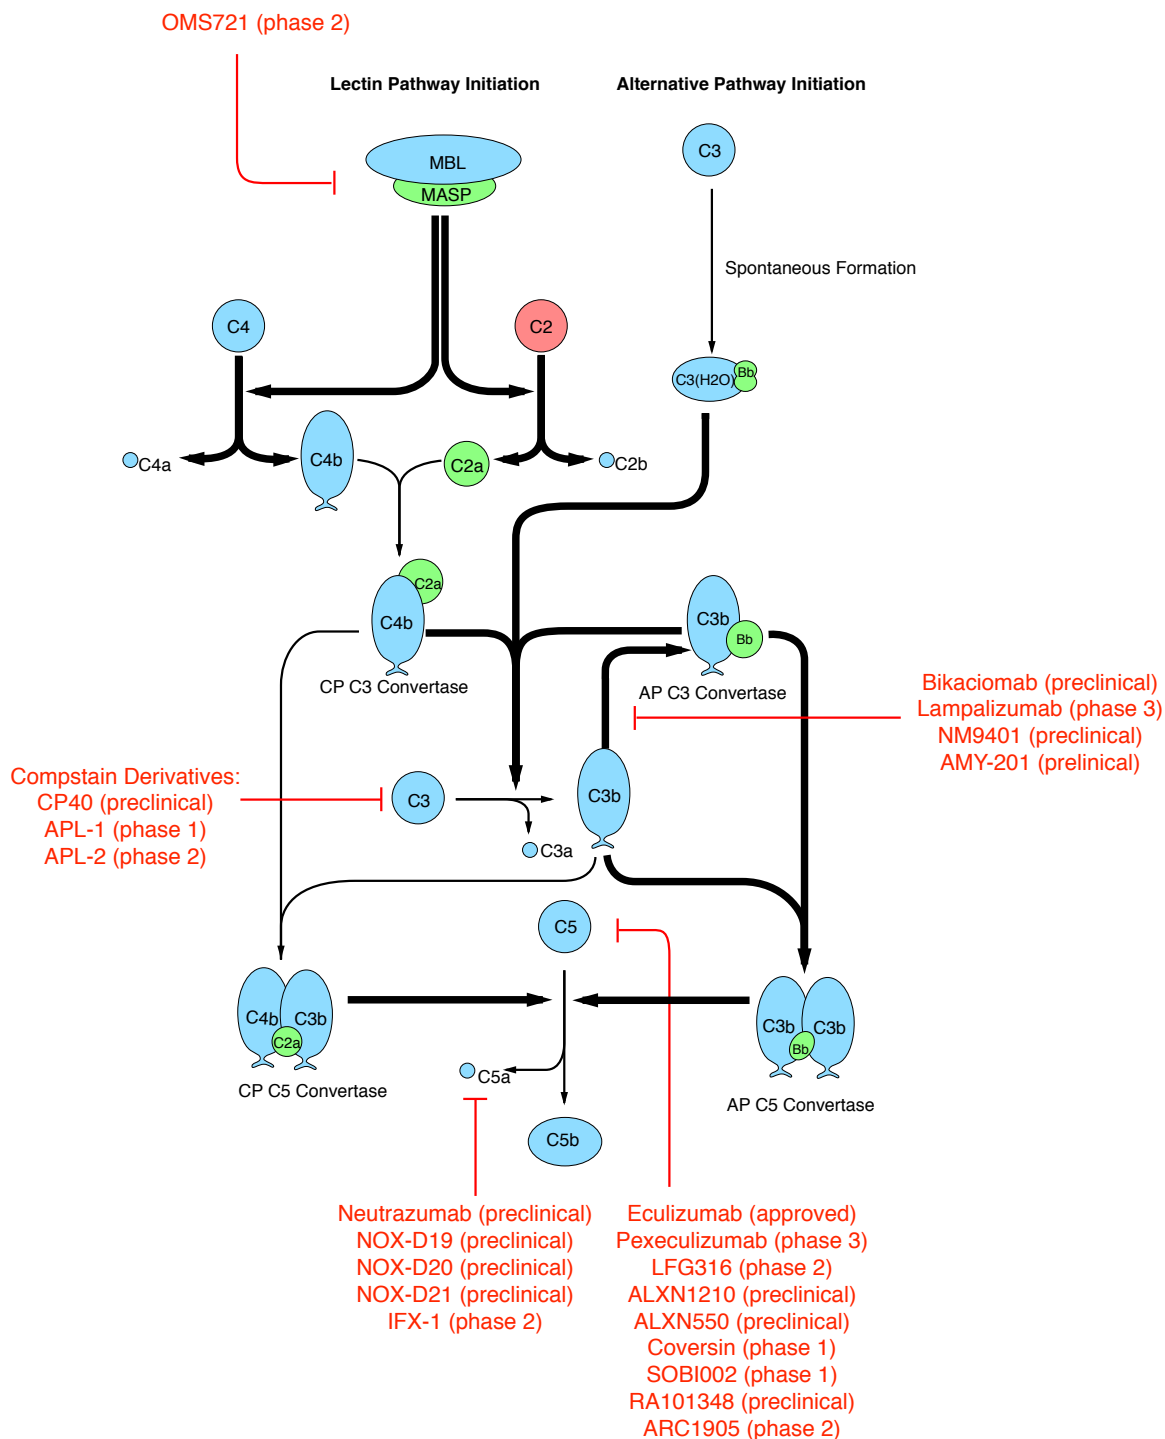 OMS721 (phase 2)
Lectin Pathway Initiation
Alternative Pathway Initiation
MBL
MASP
C3
Spontaneous Formation
C4
C2
C3(H2O)
Bb
C4a
C4b
C2a
C2b
C2a
C4b
CP C3 Convertase
C3b
Bb
AP C3 Convertase
Bikaciomab (preclinical)
Lampalizumab (phase 3)
NM9401 (preclinical)
AMY-201 (prelinical)
Compstain Derivatives:
CP40 (preclinical)
APL-1 (phase 1)
APL-2 (phase 2)
C3
C3b
C3a
C5
C4b
C3b
C2a
CP C5 Convertase
C3b
C3b
Bb
AP C5 Convertase
C5a
C5b
Neutrazumab (preclinical)
NOX-D19 (preclinical)
NOX-D20 (preclinical)
NOX-D21 (preclinical)
IFX-1 (phase 2)
Eculizumab (approved)
Pexeculizumab (phase 3)
LFG316 (phase 2)
ALXN1210 (preclinical)
ALXN550 (preclinical)
Coversin (phase 1)
SOBI002 (phase 1)
RA101348 (preclinical)
ARC1905 (phase 2)